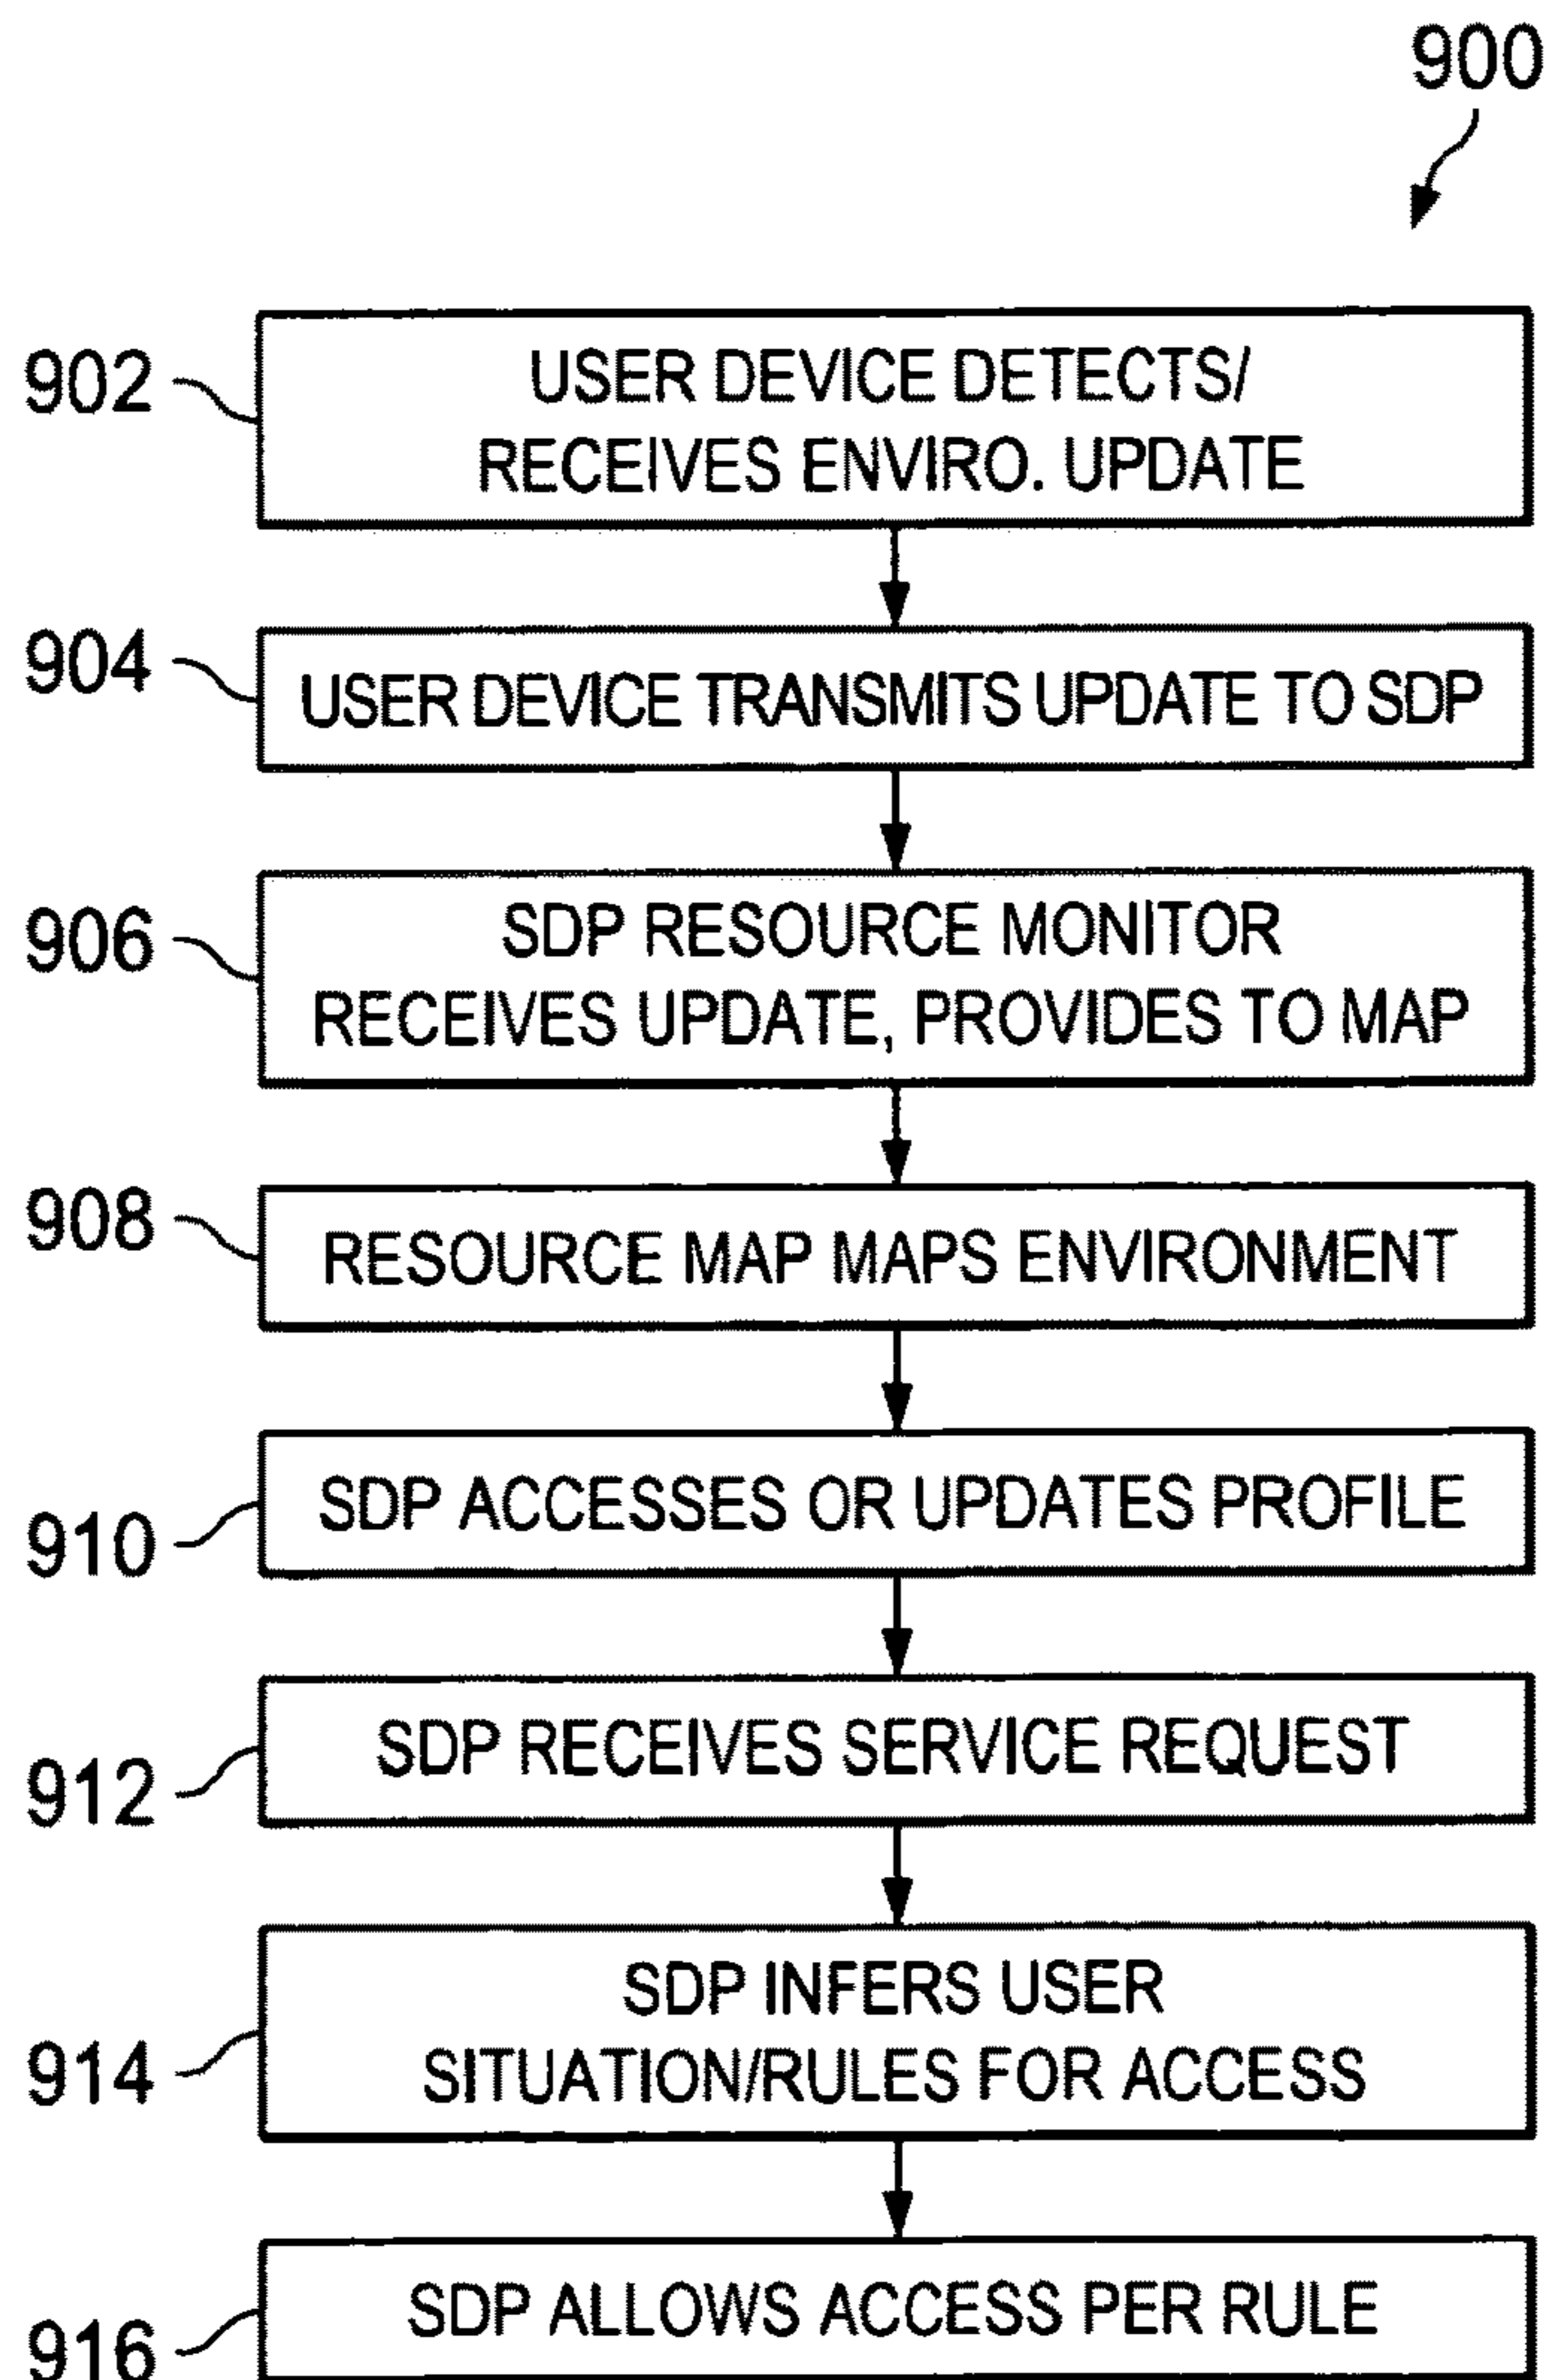 900
902
USER DEVICE DETECTS/
RECEIVES ENVIRO. UPDATE
904
USER DEVICE TRANSMITS UPDATE TO SDP
906
SDP RESOURCE MONITOR
RECEIVES UPDATE, PROVIDES TO MAP
908
RESOURCE MAP MAPS ENVIRONMENT
910
SDP ACCESSES OR UPDATES PROFILE
912
SDP RECEIVES SERVICE REQUEST
914
SDP INFERS USER
SITUATION/RULES FOR ACCESS
916
SDP ALLOWS ACCESS PER RULE